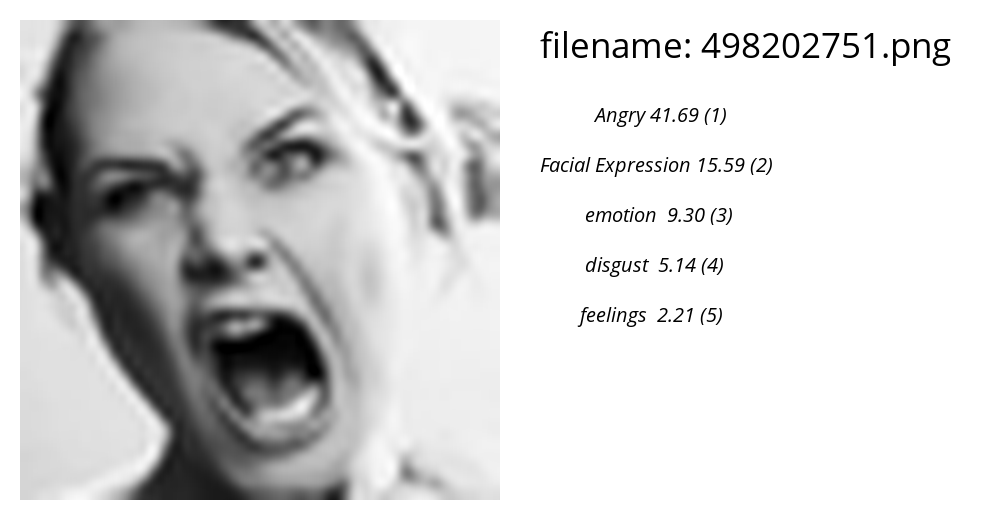 filename: 498202751.png
Angry 41.69 (1)
Facial Expression 15.59 (2)
emotion 9.30 (3)
disgust 5.14 (4)
feelings 2.21 (5)